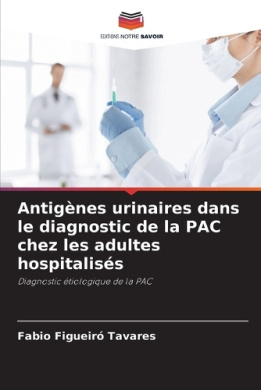 EDITIONS NOTRE SAVOIR
Antigènes urinaires dans
le diagnostic de la PAC
chez les adultes
hospitalisés
Diagnostic étiologique de la PAC
Fabio Figueiró Tavares